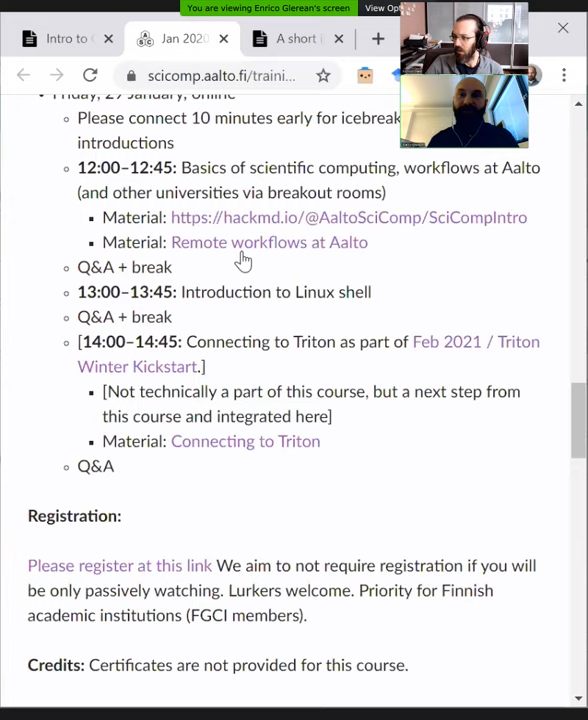 You are viewing Enrico Glerean's screen
View Opt
Intro to
Jan 2020
A short i
scicomp.aalto.fi/traini...
Friday, 29 January, online
Please connect 10 minutes early for icebreak
introductions
12:00–12:45: Basics of scientific computing, workflows at Aalto
(and other universities via breakout rooms)
Material: https://hackmd.io/@AaltoSciComp/SciCompIntro
Material: Remote workflows at Aalto
Q&A + break
13:00–13:45: Introduction to Linux shell
Q&A + break
[14:00–14:45: Connecting to Triton as part of Feb 2021 / Triton
Winter Kickstart.]
[Not technically a part of this course, but a next step from
this course and integrated here]
Material: Connecting to Triton
Q&A
Registration:
Please register at this link We aim to not require registration if you will
be only passively watching. Lurkers welcome. Priority for Finnish
academic institutions (FGCI members).
Credits: Certificates are not provided for this course.